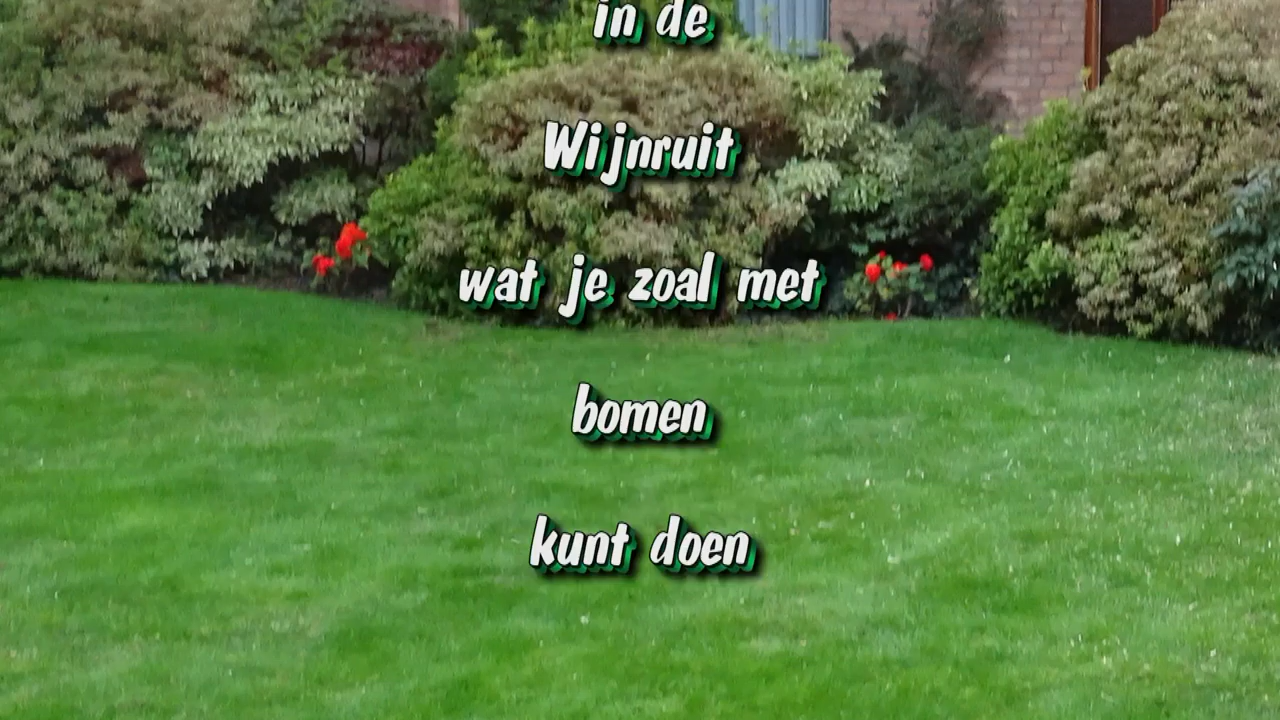 in de
Wijnruit
wat je zoal met
bomen
kunt doen